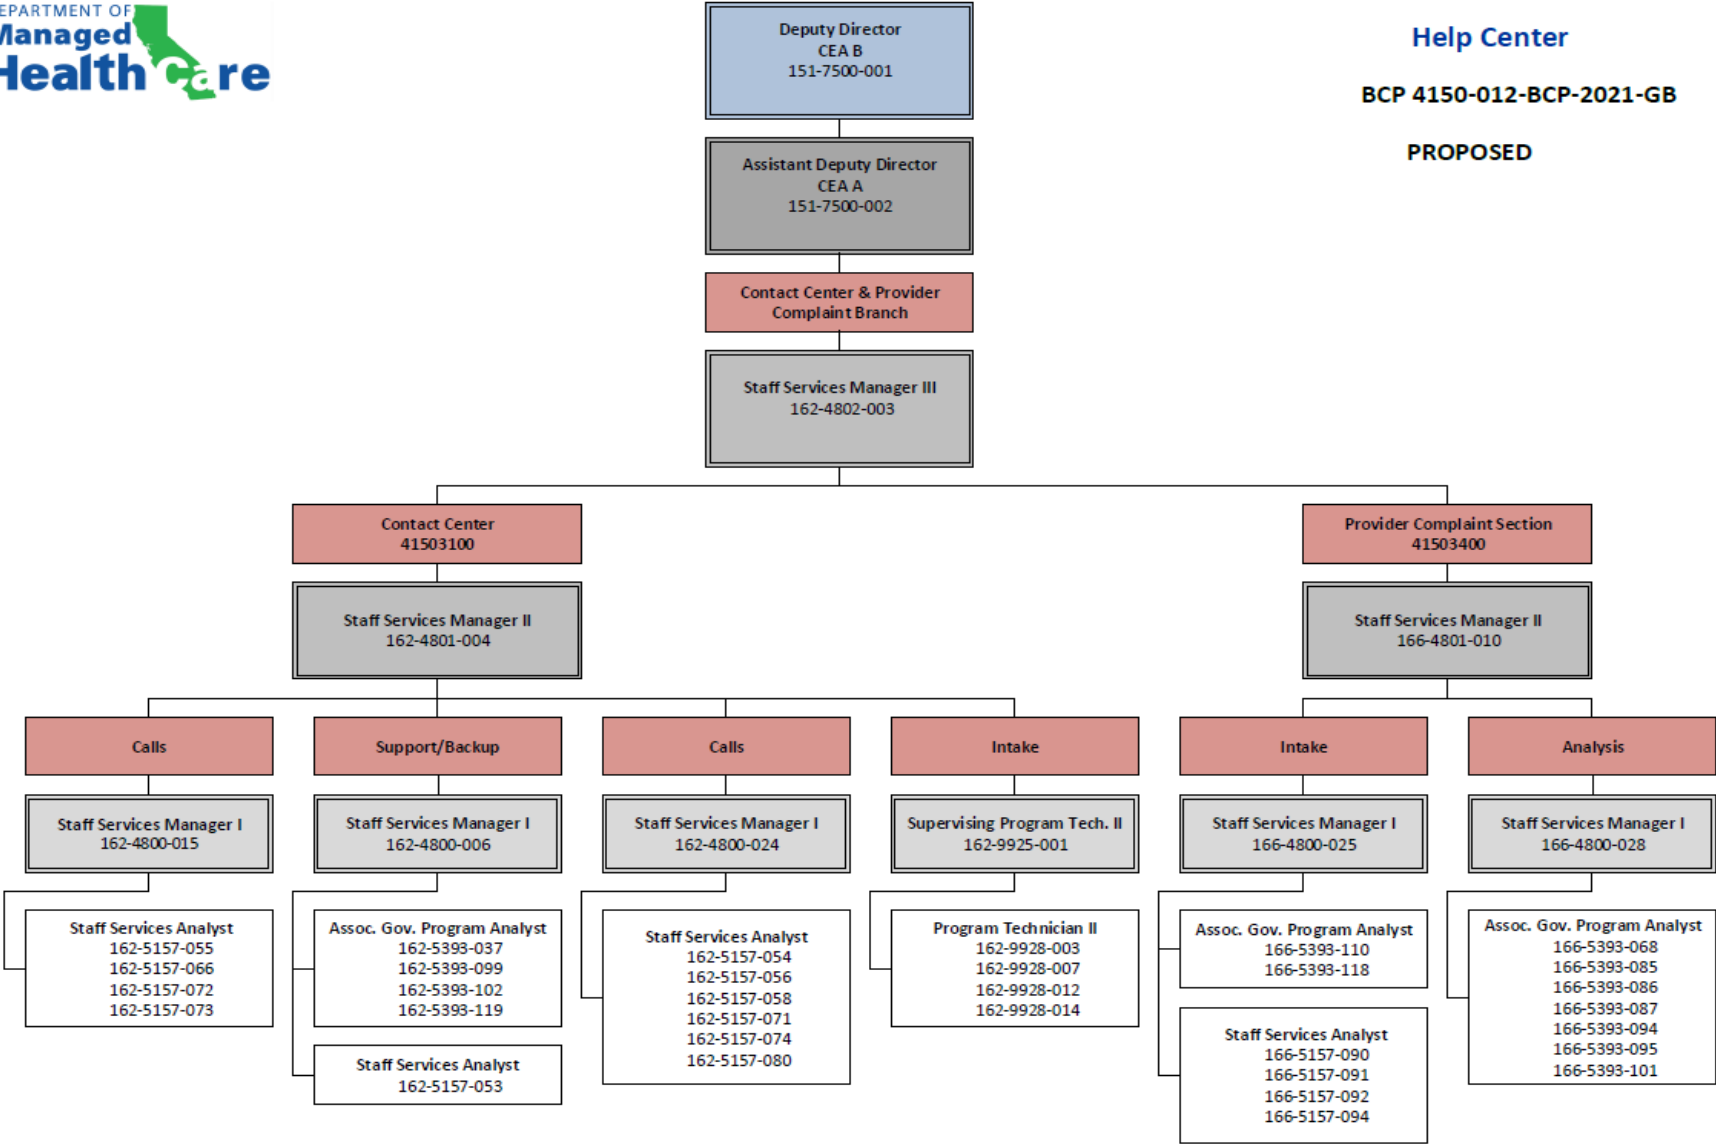 DEPARTMENT OF
Managed
Health Care
Help Center
BCP 4150-012-BCP-2021-GB
PROPOSED
Deputy Director
CEA B
151-7500-001
Assistant Deputy Director
CEA A
151-7500-002
Contact Center & Provider
Complaint Branch
Staff Services Manager III
162-4802-003
Contact Center
41503100
Provider Complaint Section
41503400
Staff Services Manager II
162-4801-004
Staff Services Manager II
166-4801-010
Calls
Support/Backup
Calls
Intake
Intake
Analysis
Staff Services Manager I
162-4800-015
Staff Services Manager I
162-4800-006
Staff Services Manager I
162-4800-024
Supervising Program Tech. II
162-9925-001
Staff Services Manager I
166-4800-025
Staff Services Manager I
166-4800-028
Staff Services Analyst
162-5157-055
162-5157-066
162-5157-072
162-5157-073
Assoc. Gov. Program Analyst
162-5393-037
162-5393-099
162-5393-102
162-5393-119
Staff Services Analyst
162-5157-053
Staff Services Analyst
162-5157-054
162-5157-056
162-5157-058
162-5157-071
162-5157-074
162-5157-080
Program Technician II
162-9928-003
162-9928-007
162-9928-012
162-9928-014
Assoc. Gov. Program Analyst
166-5393-110
166-5393-118
Staff Services Analyst
166-5157-090
166-5157-091
166-5157-092
166-5157-094
Assoc. Gov. Program Analyst
166-5393-068
166-5393-085
166-5393-086
166-5393-087
166-5393-094
166-5393-095
166-5393-101